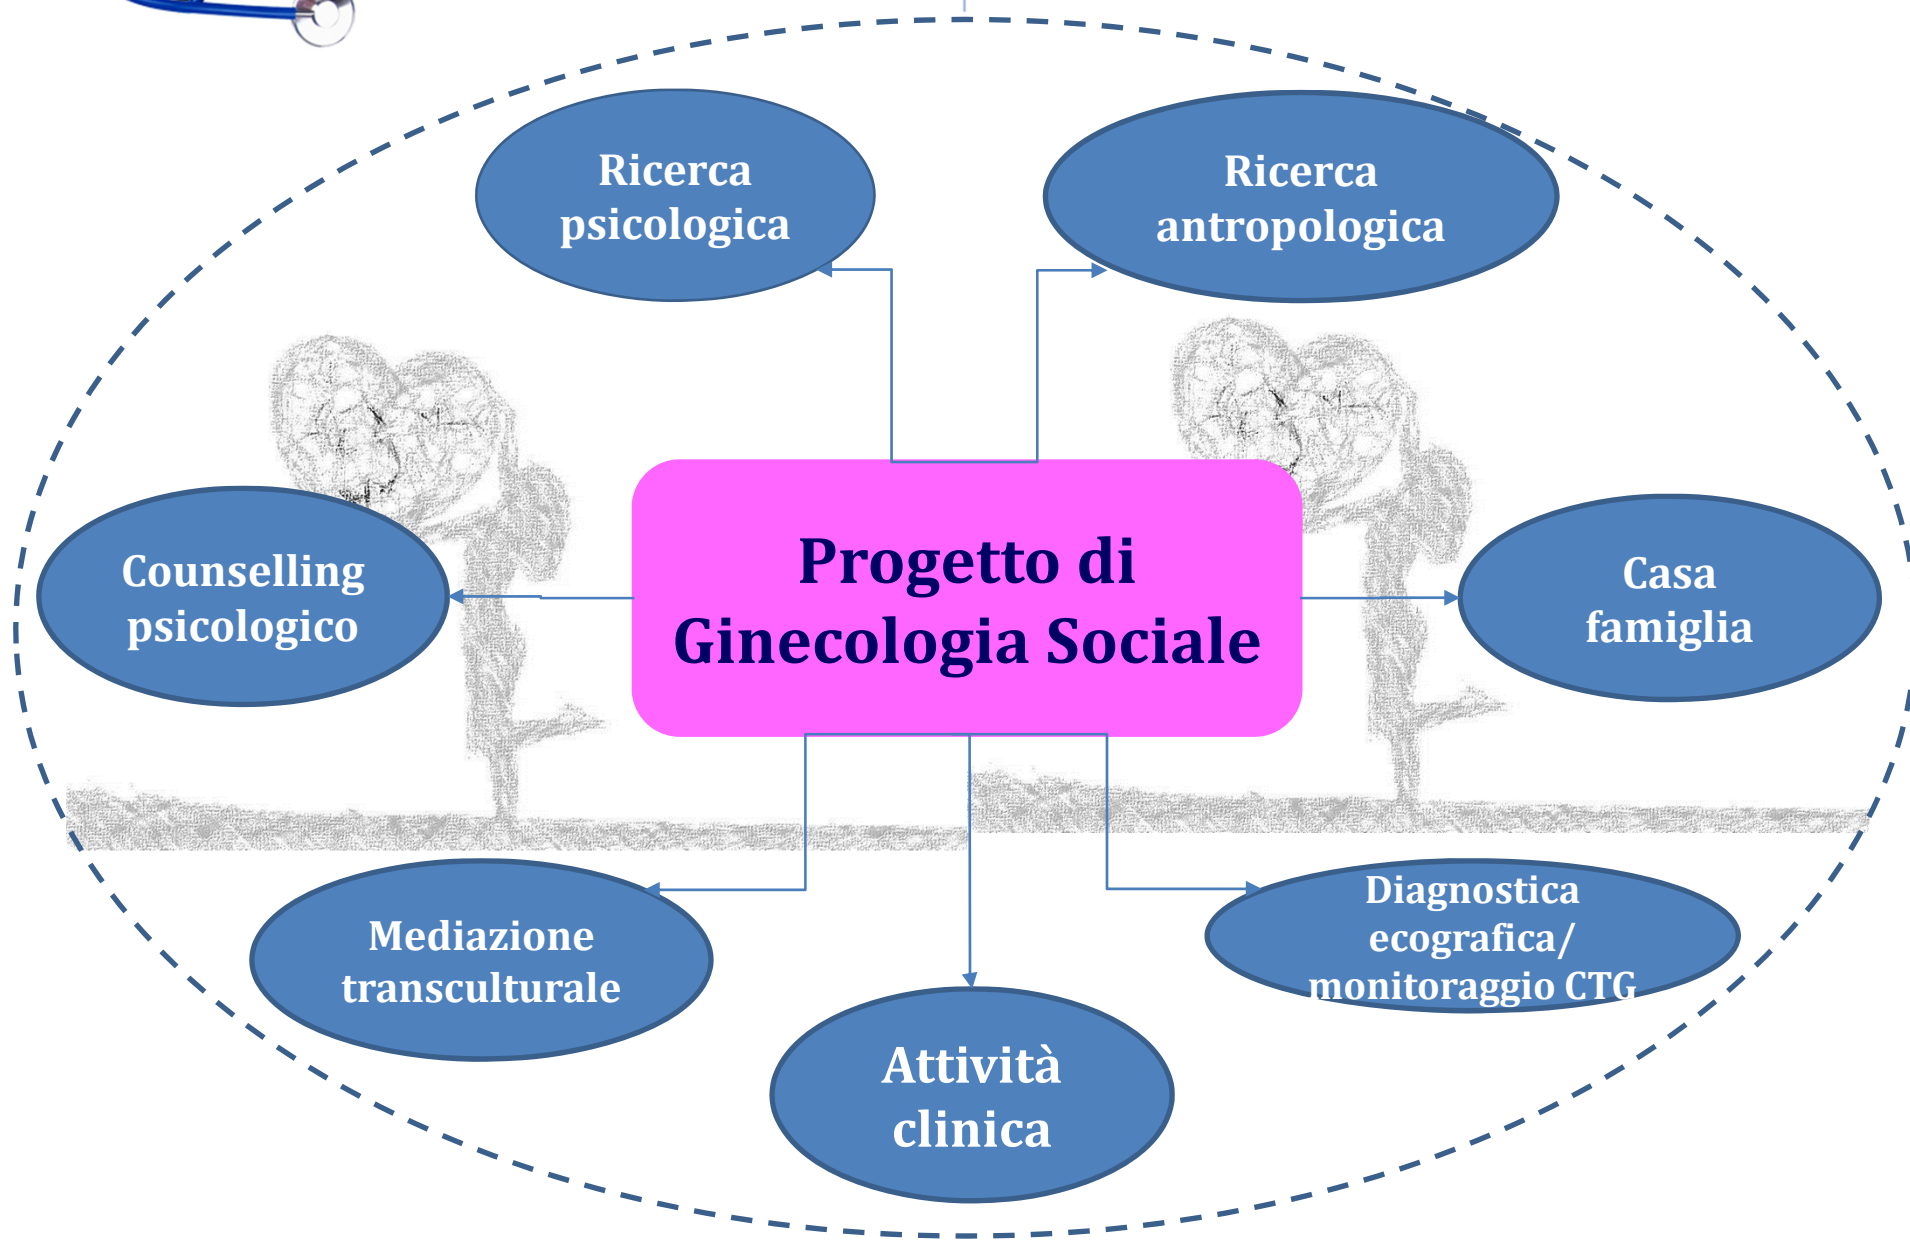 Ricerca
psicologica
Ricerca
antropologica
Counselling
psicologico
Progetto di
Ginecologia Sociale
Casa
famiglia
Mediazione
transculturale
Attività
clinica
Diagnostica
ecografica/
monitoraggio CTG